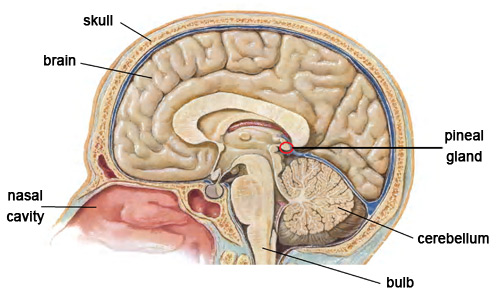 skull
brain
pineal
gland
nasal
cavity
cerebellum
bulb